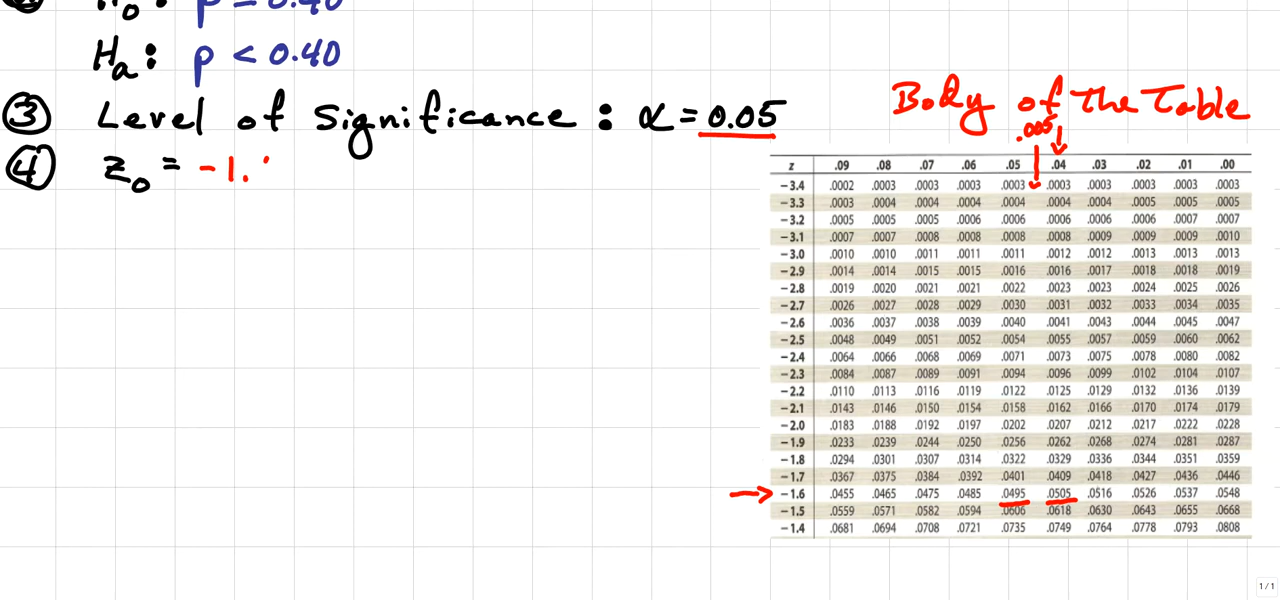 H₀ : p = 0.40
Hₐ : p < 0.40
③ Level of Significance : α = 0.05
④ z₀ = -1.
Body of the Table
.005
z .09 .08 .07 .06 .05 .04 .03 .02 .01 .00
−3.4 .0002 .0003 .0003 .0003 .0003 .0003 .0003 .0003 .0003 .0003
−3.3 .0003 .0004 .0004 .0004 .0004 .0004 .0004 .0005 .0005 .0005
−3.2 .0005 .0005 .0005 .0006 .0006 .0006 .0006 .0006 .0007 .0007
−3.1 .0007 .0007 .0008 .0008 .0008 .0008 .0009 .0009 .0009 .0010
−3.0 .0010 .0010 .0011 .0011 .0011 .0012 .0012 .0013 .0013 .0013
−2.9 .0014 .0014 .0015 .0015 .0016 .0016 .0017 .0018 .0018 .0019
−2.8 .0019 .0020 .0021 .0021 .0022 .0023 .0023 .0024 .0025 .0026
−2.7 .0026 .0027 .0028 .0029 .0030 .0031 .0032 .0033 .0034 .0035
−2.6 .0036 .0037 .0038 .0039 .0040 .0041 .0043 .0044 .0045 .0047
−2.5 .0048 .0049 .0051 .0052 .0054 .0055 .0057 .0059 .0060 .0062
−2.4 .0064 .0066 .0068 .0069 .0071 .0073 .0075 .0078 .0080 .0082
−2.3 .0084 .0087 .0089 .0091 .0094 .0096 .0099 .0102 .0104 .0107
−2.2 .0110 .0113 .0116 .0119 .0122 .0125 .0129 .0132 .0136 .0139
−2.1 .0143 .0146 .0150 .0154 .0158 .0162 .0166 .0170 .0174 .0179
−2.0 .0183 .0188 .0192 .0197 .0202 .0207 .0212 .0217 .0222 .0228
−1.9 .0233 .0239 .0244 .0250 .0256 .0262 .0268 .0274 .0281 .0287
−1.8 .0294 .0301 .0307 .0314 .0322 .0329 .0336 .0344 .0351 .0359
−1.7 .0367 .0375 .0384 .0392 .0401 .0409 .0418 .0427 .0436 .0446
−1.6 .0455 .0465 .0475 .0485 .0495 .0505 .0516 .0526 .0537 .0548
−1.5 .0559 .0571 .0582 .0594 .0606 .0618 .0630 .0643 .0655 .0668
−1.4 .0681 .0694 .0708 .0721 .0735 .0749 .0764 .0778 .0793 .0808
1 / 1